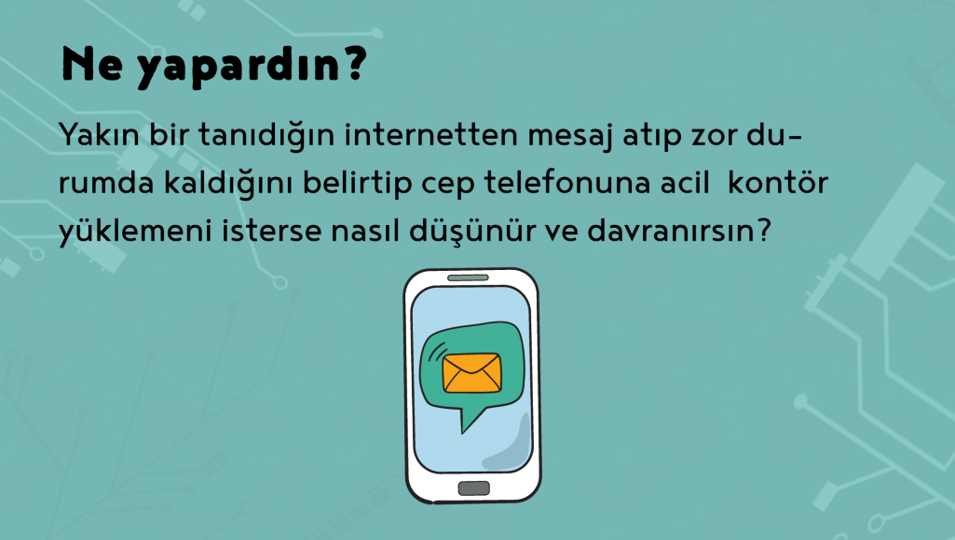 Ne yapardın?
Yakın bir tanıdığın internetten mesaj atıp zor du-
rumda kaldığını belirtip cep telefonuna acil kontör
yüklemeni isterse nasıl düşünür ve davranırsın?